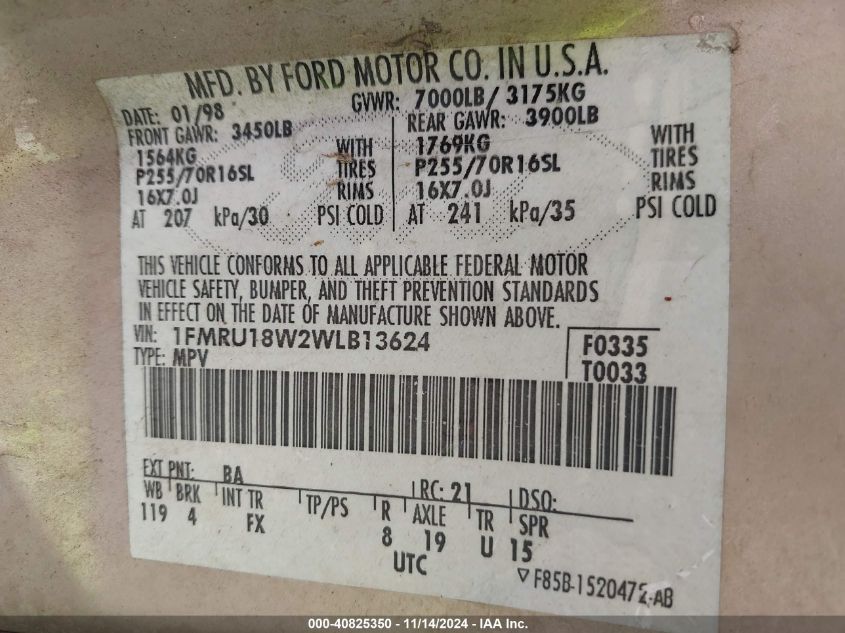 MFD. BY FORD MOTOR CO. IN U.S.A.
DATE: 01/98 GVWR: 7000LB/ 3175KG
FRONT GAWR: 3450LB REAR GAWR: 3900LB
1564KG WITH 1769KG WITH
P255/70R16SL TIRES P255/70R16SL TIRES
16X7.0J RIMS 16X7.0J RIMS
AT 207 kPa/30 PSI COLD AT 241 kPa/35 PSI COLD
THIS VEHICLE CONFORMS TO ALL APPLICABLE FEDERAL MOTOR
VEHICLE SAFETY, BUMPER, AND THEFT PREVENTION STANDARDS
IN EFFECT ON THE DATE OF MANUFACTURE SHOWN ABOVE.
VIN: 1FMRU18W2WLB13624 F0335
TYPE: MPV T0033
EXT PNT: BA RC: 21 DSO:
WB BRK INT TR TP/PS R AXLE TR SPR
119 4 FX 8 19 U 15
UTC
▽F85B-1520472-AB
000-40825350 - 11/14/2024 - IAA Inc.